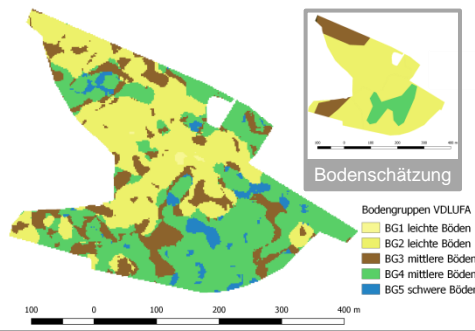 Bodenschätzung
Bodengruppen VDLUFA
BG1 leichte Böden
BG2 leichte Böden
BG3 mittlere Böden
BG4 mittlere Böden
BG5 schwere Böden
100 0 100 200 300 400 m